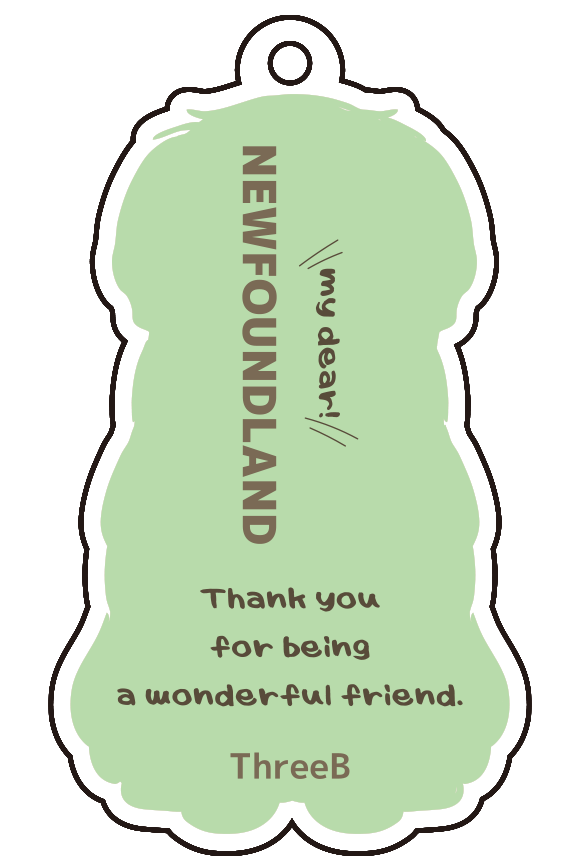 my dear!
NEWFOUNDLAND
Thank you
for being
a wonderful friend.
ThreeB